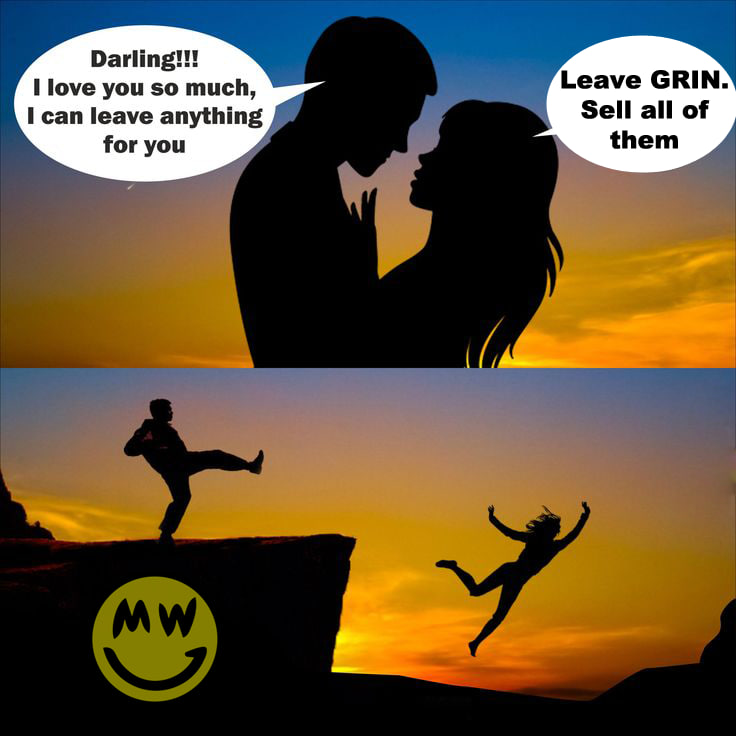 Darling!!!
I love you so much,
I can leave anything
for you
Leave GRIN.
Sell all of
them
MW